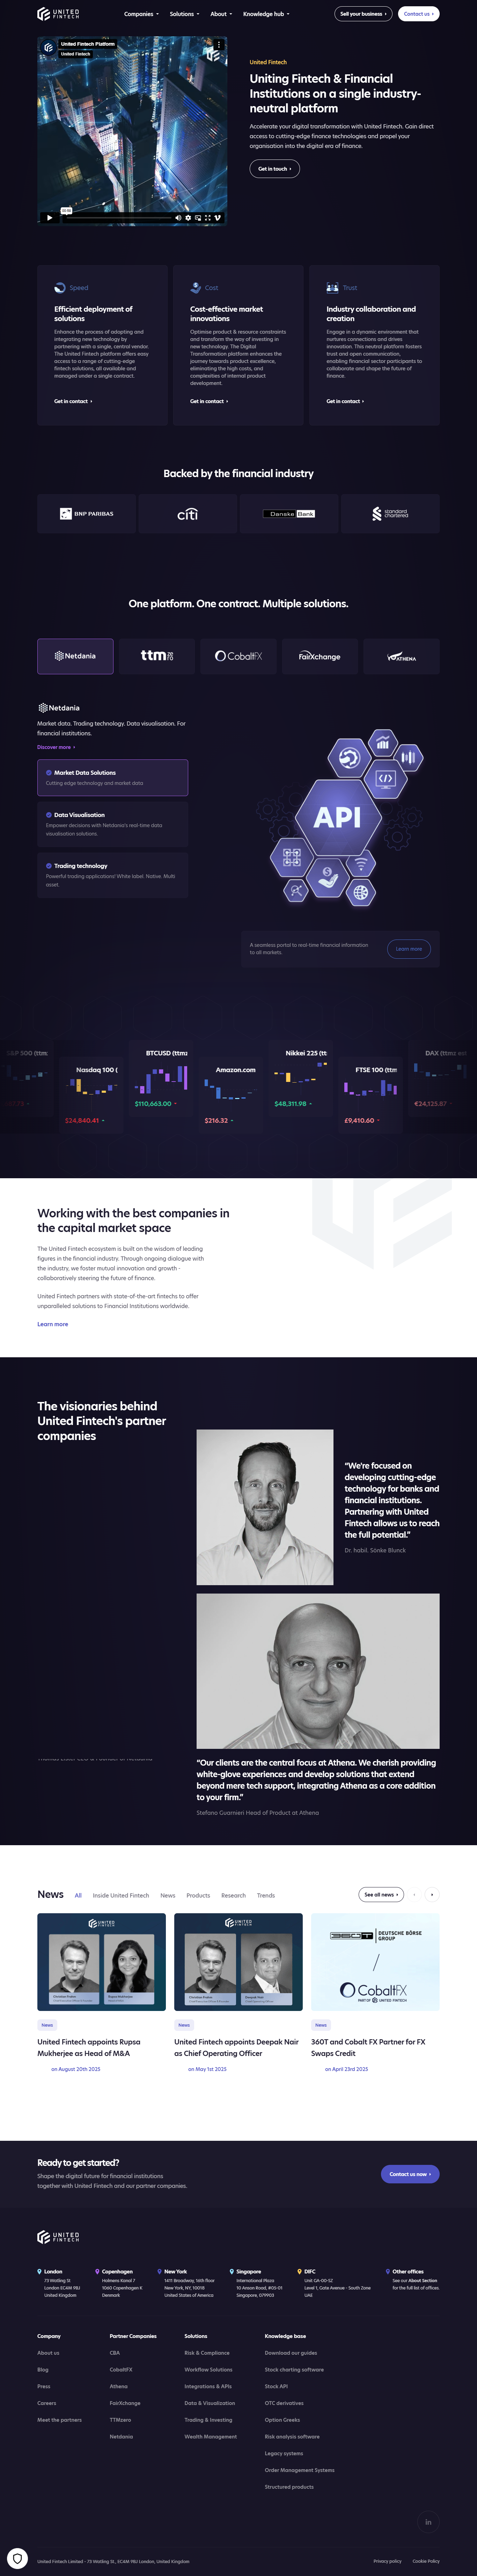 UNITED FINTECH
Companies
Solutions
About
Knowledge hub
Sell your business
Contact us
United Fintech Platform
United Fintech
United Fintech
Uniting Fintech & Financial
Institutions on a single industry-
neutral platform
Accelerate your digital transformation with United Fintech. Gain direct
access to cutting-edge fintech technologies and propel your
organisation into the digital era of finance.
Get in touch
Speed
Efficient deployment of
solutions
Enhance the process of adopting and
integrating new technology by
partnering with a single, central vendor.
The United Fintech platform offers easy
access to a range of cutting-edge
fintech solutions, all available and
managed under a single contract.
Get in contact
Cost
Cost-effective market
innovations
Optimise product & resource constraints
and transform the way of investing in
new technology. The Digital
Transformation platform enhances the
journey towards product excellence,
eliminating the high costs, and
complexities of internal product
development.
Get in contact
Trust
Industry collaboration and
creation
Engage in a dynamic environment that
nurtures connections and drives
innovation. This neutral platform fosters
trust and open communication,
enabling financial sector participants to
collaborate and shape the future of
finance.
Get in contact
Backed by the financial industry
BNP PARIBAS
citi
Danske Bank
standard chartered
One platform. One contract. Multiple solutions.
Netdania
ttm
CobaltFX
FairXchange
ATHENA
Netdania
Market data. Trading technology. Data visualisation. For
financial institutions.
Discover more
Market Data Solutions
Cutting edge technology and market data
Data Visualisation
Empower decisions with Netdania's real-time data
visualisation solutions.
Trading technology
Powerful trading applications! White label. Native. Multi
asset.
API
A seamless portal to real-time financial information
to all markets.
Learn more
S&P 500 (ttm:
Nasdaq 100 (
$24,840.41
BTCUSD (ttm:
$110,663.00
Amazon.com
$216.32
Nikkei 225 (tt
$48,311.98
FTSE 100 (ttm
£9,410.60
DAX (ttmz
€24,125.87
Working with the best companies in
the capital market space
The United Fintech ecosystem is built on the wisdom of leading
figures in the financial industry. Through ongoing dialogue with
the industry, we foster mutual innovation and growth -
collaboratively steering the future of finance.
United Fintech partners with state-of-the-art fintechs to offer
unparalleled solutions to Financial Institutions worldwide.
Learn more
The visionaries behind
United Fintech's partner
companies
“We're focused on
developing cutting-edge
technology for banks and
financial institutions.
Partnering with United
Fintech allows us to reach
the full potential.”
Dr. habil. Sönke Blunck
“Our clients are the central focus at Athena. We cherish providing
white-glove experiences and develop solutions that extend
beyond mere tech support, integrating Athena as a core addition
to your firm.”
Stefano Guarnieri Head of Product at Athena
News
All
Inside United Fintech
News
Products
Research
Trends
See all news
UNITED FINTECH
UNITED FINTECH
360T
DEUTSCHE BÖRSE
GROUP
CobaltFX
PART OF UNITED FINTECH
News
United Fintech appoints Rupsa
Mukherjee as Head of M&A
on August 20th 2025
News
United Fintech appoints Deepak Nair
as Chief Operating Officer
on May 1st 2025
News
360T and Cobalt FX Partner for FX
Swaps Credit
on April 23rd 2025
Ready to get started?
Shape the digital future for financial institutions
together with United Fintech and our partner companies.
Contact us now
UNITED FINTECH
London
73 Watling St
London EC4M 9BJ
United Kingdom
Copenhagen
Holmens Kanal 7
1060 Copenhagen K
Denmark
New York
1411 Broadway, 16th floor
New York, NY, 10018
United States of America
Singapore
International Plaza
10 Anson Road, #05-01
Singapore, 079903
DIFC
Unit GA-00-SZ
Level 1, Gate Avenue - South Zone
UAE
Other offices
See our About Section
for the full list of offices.
Company
About us
Blog
Press
Careers
Meet the partners
Partner Companies
CBA
CobaltFX
Athena
FairXchange
TTMzero
Netdania
Solutions
Risk & Compliance
Workflow Solutions
Integrations & APIs
Data & Visualization
Trading & Investing
Wealth Management
Knowledge base
Download our guides
Stock charting software
Stock API
OTC derivatives
Option Greeks
Risk analysis software
Legacy systems
Order Management Systems
Structured products
in
United Fintech Limited - 73 Watling St., EC4M 9BJ London, United Kingdom
Privacy policy
Cookie Policy